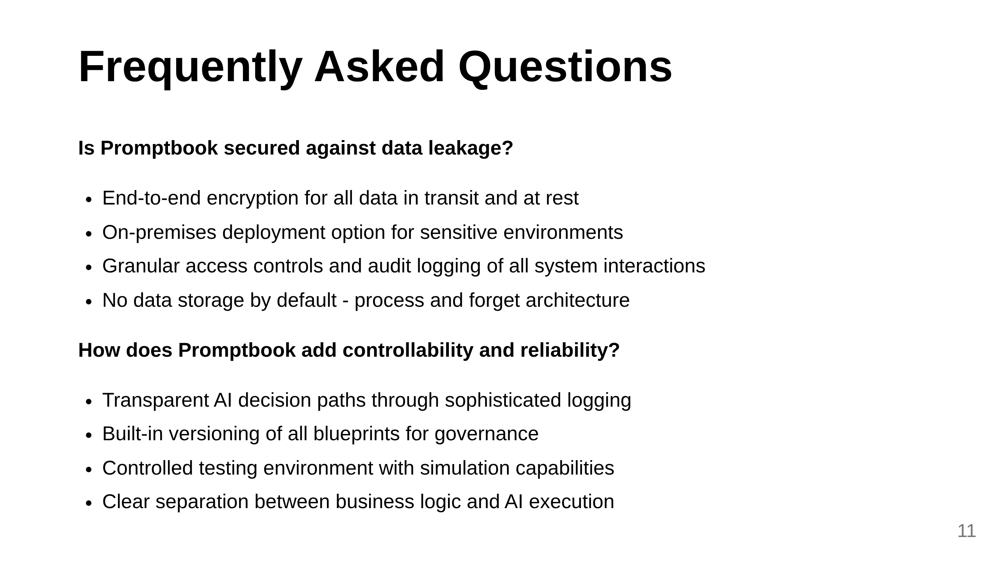 Frequently Asked Questions
Is Promptbook secured against data leakage?
• End-to-end encryption for all data in transit and at rest
• On-premises deployment option for sensitive environments
• Granular access controls and audit logging of all system interactions
• No data storage by default - process and forget architecture
How does Promptbook add controllability and reliability?
• Transparent AI decision paths through sophisticated logging
• Built-in versioning of all blueprints for governance
• Controlled testing environment with simulation capabilities
• Clear separation between business logic and AI execution
11